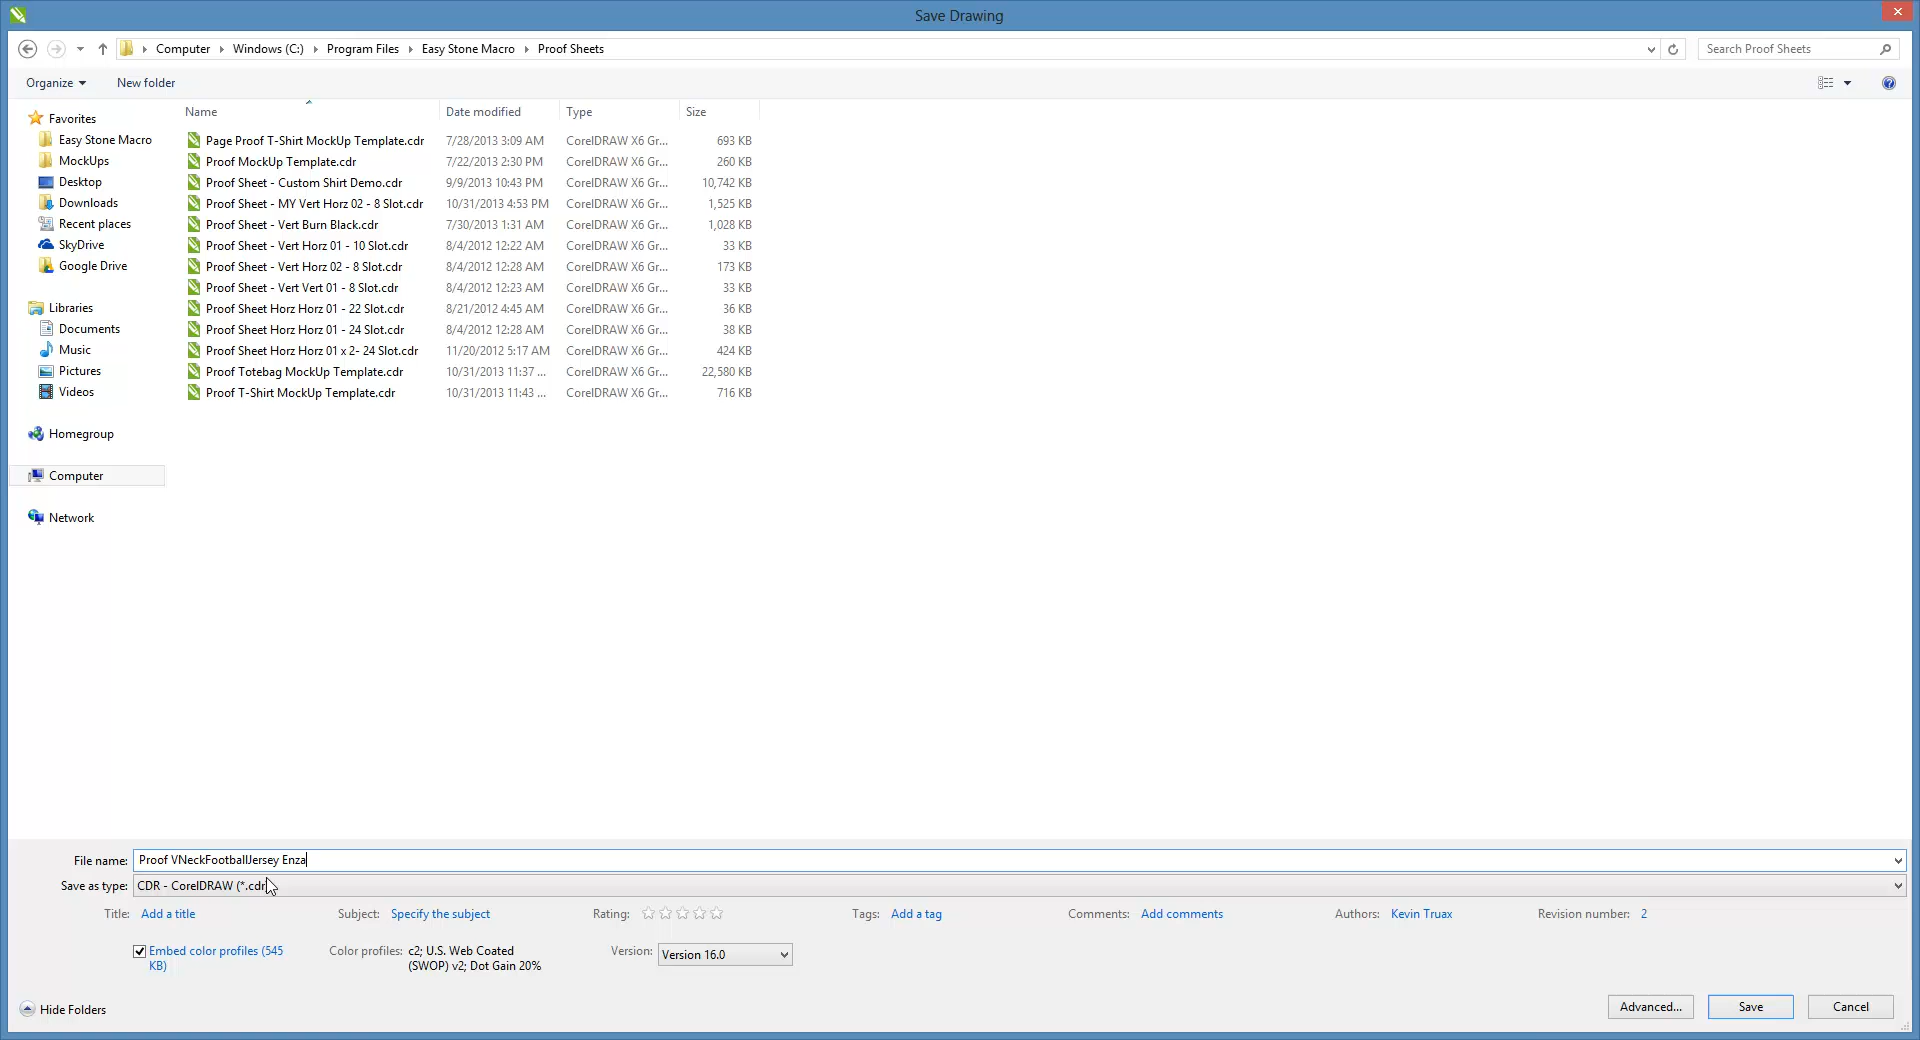 Save Drawing
Computer Windows (C:) Program Files Easy Stone Macro Proof Sheets Search Proof Sheets
Organize New folder
Name Date modified Type Size
Favorites
Easy Stone Macro
MockUps
Desktop
Downloads
Recent places
SkyDrive
Google Drive
Libraries
Documents
Music
Pictures
Videos
Homegroup
Computer
Network
Page Proof T-Shirt MockUp Template.cdr 7/28/2013 3:09 AM CorelDRAW X6 Gr... 693 KB
Proof MockUp Template.cdr 7/22/2013 2:30 PM CorelDRAW X6 Gr... 260 KB
Proof Sheet - Custom Shirt Demo.cdr 9/9/2013 10:43 PM CorelDRAW X6 Gr... 10,742 KB
Proof Sheet - MY Vert Horz 02 - 8 Slot.cdr 10/31/2013 4:53 PM CorelDRAW X6 Gr... 1,525 KB
Proof Sheet - Vert Burn Black.cdr 7/30/2013 1:31 AM CorelDRAW X6 Gr... 1,028 KB
Proof Sheet - Vert Horz 01 - 10 Slot.cdr 8/4/2012 12:22 AM CorelDRAW X6 Gr... 33 KB
Proof Sheet - Vert Horz 02 - 8 Slot.cdr 8/4/2012 12:28 AM CorelDRAW X6 Gr... 173 KB
Proof Sheet - Vert Vert 01 - 8 Slot.cdr 8/4/2012 12:23 AM CorelDRAW X6 Gr... 33 KB
Proof Sheet Horz Horz 01 - 22 Slot.cdr 8/21/2012 4:45 AM CorelDRAW X6 Gr... 36 KB
Proof Sheet Horz Horz 01 - 24 Slot.cdr 8/4/2012 12:28 AM CorelDRAW X6 Gr... 38 KB
Proof Sheet Horz Horz 01 x 2- 24 Slot.cdr 11/20/2012 5:17 AM CorelDRAW X6 Gr... 424 KB
Proof Totebag MockUp Template.cdr 10/31/2013 11:37 ... CorelDRAW X6 Gr... 22,580 KB
Proof T-Shirt MockUp Template.cdr 10/31/2013 11:43 ... CorelDRAW X6 Gr... 716 KB
File name: Proof VNeckFootballJersey Enza
Save as type: CDR - CorelDRAW (*.cdr)
Title: Add a title Subject: Specify the subject Rating: Tags: Add a tag Comments: Add comments Authors: Kevin Truax Revision number: 2
Embed color profiles (545 KB) Color profiles: c2; U.S. Web Coated (SWOP) v2; Dot Gain 20% Version: Version 16.0
Hide Folders Advanced... Save Cancel